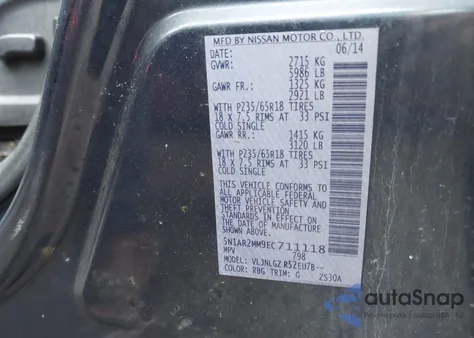 MFD BY NISSAN MOTOR CO., LTD.
DATE: 06/14
GVWR: 2715 KG
5986 LB
GAWR FR.: 1325 KG
2921 LB
WITH P235/65R18 TIRES
18 X 7.5 RIMS AT 33 PSI
COLD SINGLE
GAWR RR.: 1415 KG
3120 LB
WITH P235/65R18 TIRES
18 X 7.5 RIMS AT 33 PSI
COLD SINGLE
THIS VEHICLE CONFORMS TO
ALL APPLICABLE FEDERAL
MOTOR VEHICLE SAFETY
AND THEFT PREVENTION
STANDARDS IN EFFECT ON
THE DATE OF MANUFACTURE
SHOWN ABOVE.
5N1AR2MM9EC711118
MPV 798
MODEL: VLJNLGZ R52EU7B--
COLOR: RBG TRIM: G Z530A
autoSnap